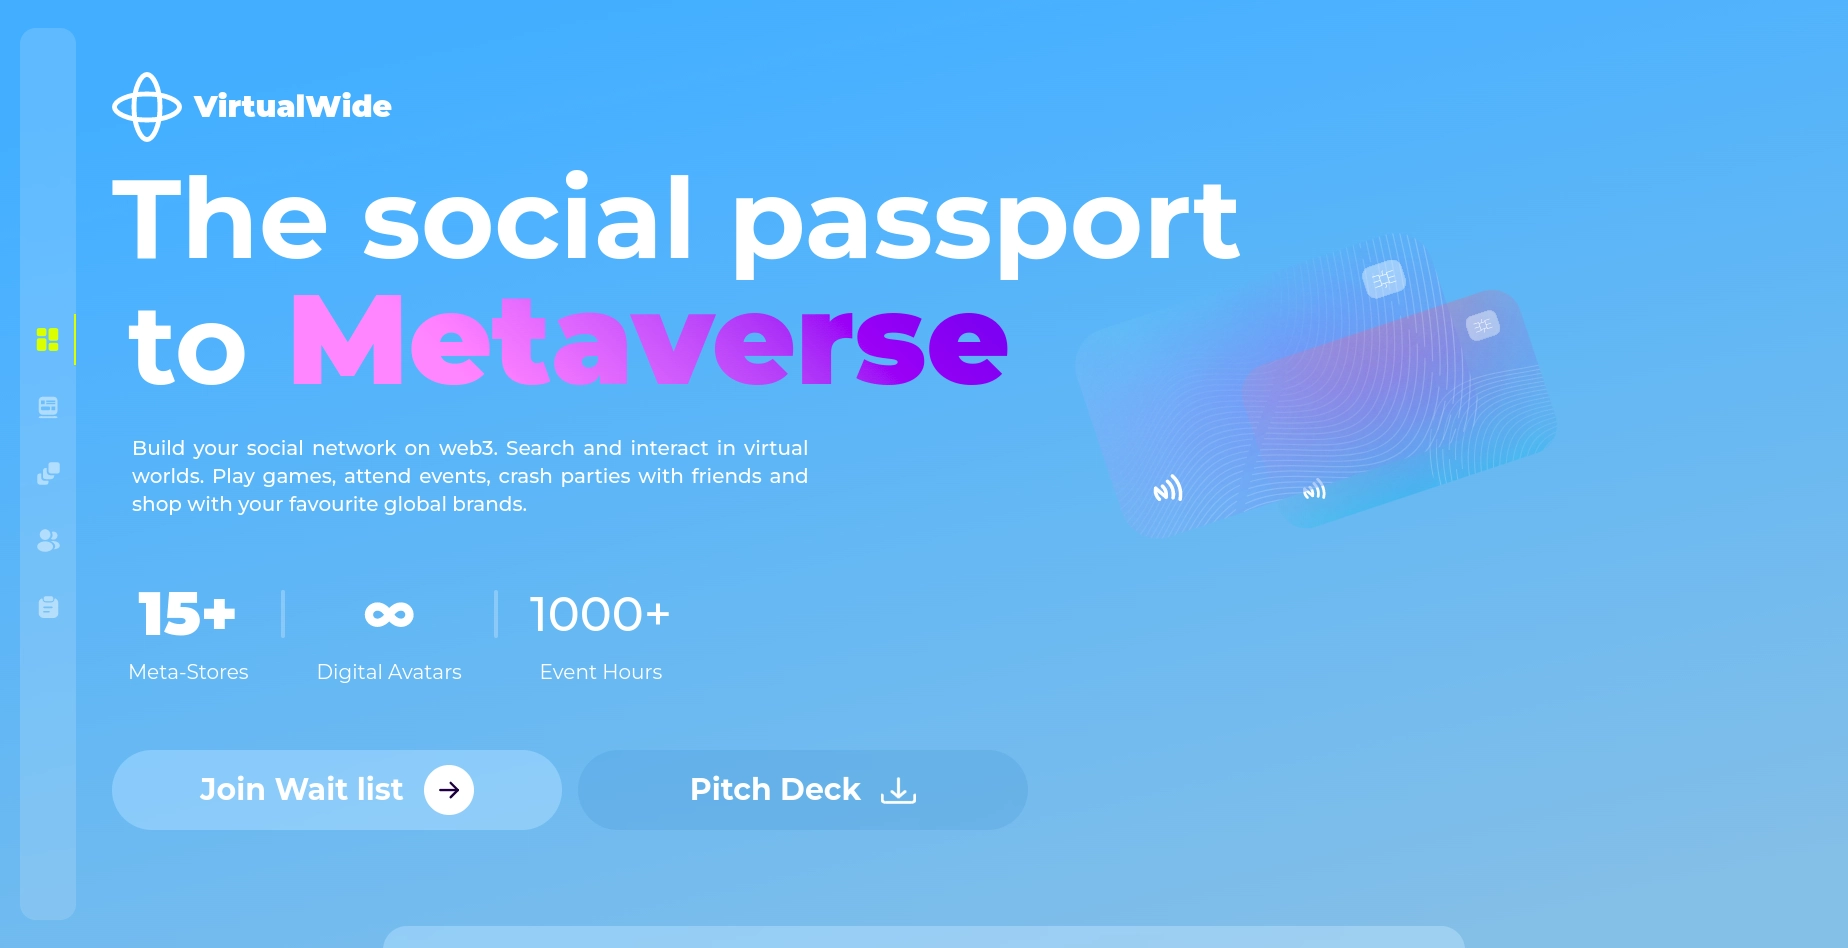 VirtualWide
The social passport
to Metaverse
Build your social network on web3. Search and interact in virtual
worlds. Play games, attend events, crash parties with friends and
shop with your favourite global brands.
15+
∞
1000+
Meta-Stores
Digital Avatars
Event Hours
Join Wait list
Pitch Deck